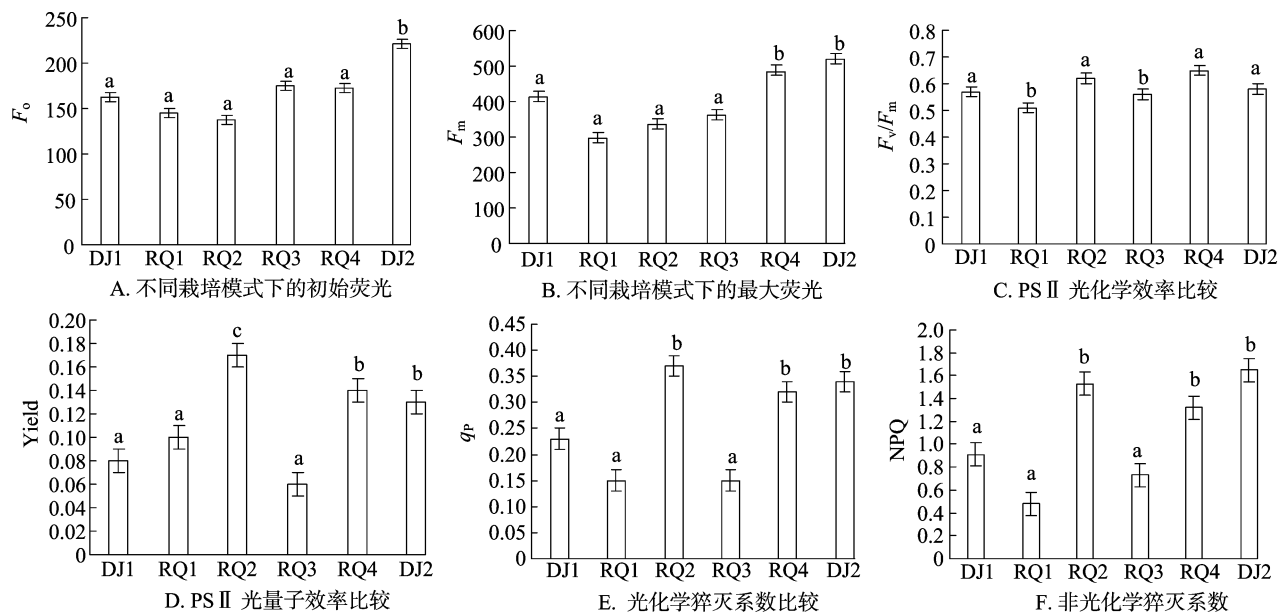 250
200
150
100
50
0
F₀
a
a
a
a
a
b
DJ1 RQ1 RQ2 RQ3 RQ4 DJ2
A. 不同栽培模式下的初始荧光
600
500
400
300
200
100
0
Fm
a
a
a
a
b
b
DJ1 RQ1 RQ2 RQ3 RQ4 DJ2
B. 不同栽培模式下的最大荧光
0.8
0.7
0.6
0.5
0.4
0.3
0.2
0.1
0
Fv/Fm
a
b
a
b
a
a
DJ1 RQ1 RQ2 RQ3 RQ4 DJ2
C. PSⅡ 光化学效率比较
0.20
0.18
0.16
0.14
0.12
0.10
0.08
0.06
0.04
0.02
0
Yield
a
a
c
a
b
b
DJ1 RQ1 RQ2 RQ3 RQ4 DJ2
D. PSⅡ 光量子效率比较
0.45
0.40
0.35
0.30
0.25
0.20
0.15
0.10
0.05
0
qP
a
a
b
a
b
b
DJ1 RQ1 RQ2 RQ3 RQ4 DJ2
E. 光化学猝灭系数比较
2.0
1.8
1.6
1.4
1.2
1.0
0.8
0.6
0.4
0.2
0
NPQ
a
a
b
a
b
b
DJ1 RQ1 RQ2 RQ3 RQ4 DJ2
F. 非光化学猝灭系数